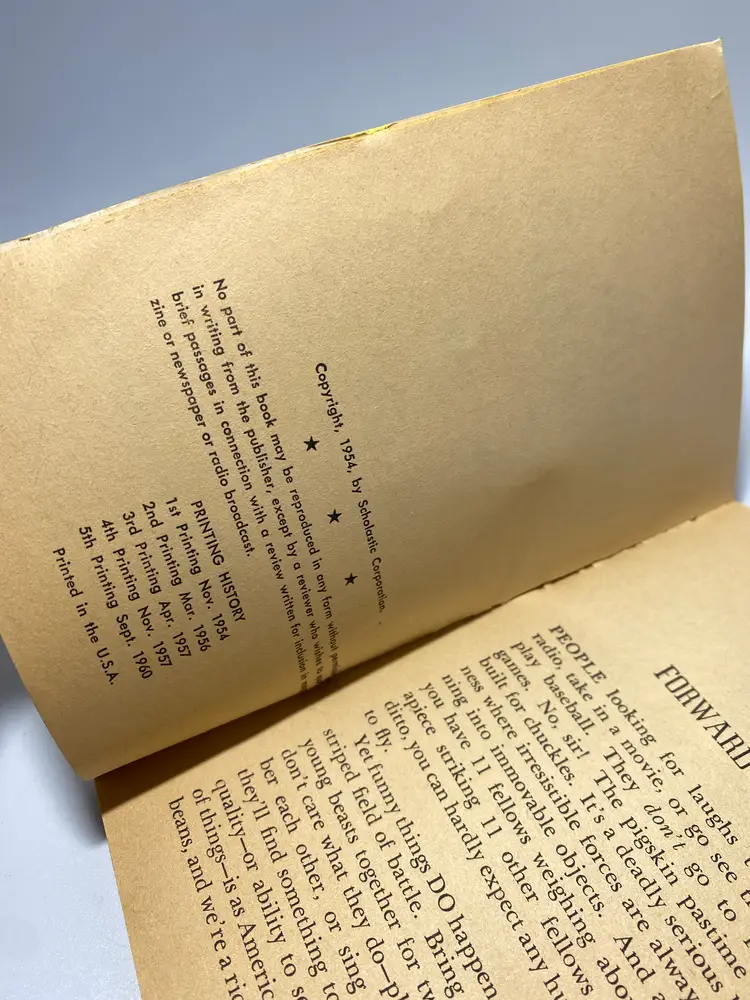 Copyright, 1954, by Scholastic Corporation.
★ ★ ★
No part of this book may be reproduced in any form without
in writing from the publisher, except by a reviewer who wishes to
brief passages in connection with a review written for inclusion in
zine or newspaper or radio broadcast.
PRINTING HISTORY
1st Printing Nov. 1954
2nd Printing Mar. 1956
3rd Printing Apr. 1957
4th Printing Nov. 1957
5th Printing Sept. 1960
Printed in the U.S.A.
FORWARD
PEOPLE looking for laughs
radio, take in a movie, or go see
play baseball. They don't go to
games. No, sir! The pigskin pastime
built for chuckles. It's a deadly serious
ness where irresistible forces are
ning into immovable objects. And
you have 11 fellows weighing
apiece striking 11 other fellows
ditto, you can hardly expect any
to fly.
Yet funny things DO happen
striped field of battle. Bring
young beasts together for
don't care what they do—
ber each other, or sing
they'll find something
quality—or ability to
of things—is as
beans, and we're a